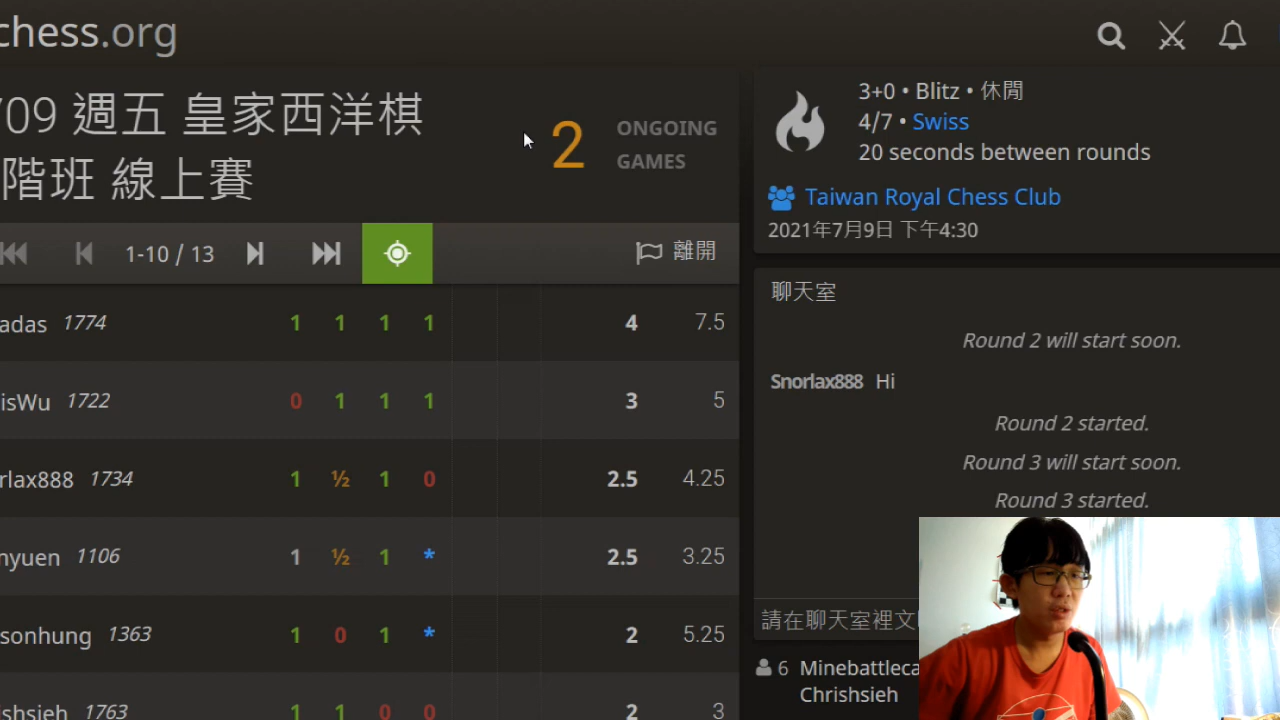 chess.org
/09 週五 皇家西洋棋
階班 線上賽
2 ONGOING GAMES
1-10 / 13
離開
adas 1774 1 1 1 1 4 7.5
isWu 1722 0 1 1 1 3 5
rlax888 1734 1 ½ 1 0 2.5 4.25
nyuen 1106 1 ½ 1 * 2.5 3.25
sonhung 1363 1 0 1 * 2 5.25
ishsieh 1763 1 1 0 0 2 3
3+0 • Blitz • 休閒
4/7 • Swiss
20 seconds between rounds
Taiwan Royal Chess Club
2021年7月9日 下午4:30
聊天室
Round 2 will start soon.
Snorlax888 Hi
Round 2 started.
Round 3 will start soon.
Round 3 started.
請在聊天室裡文
6 Minebattleca
Chrishsieh